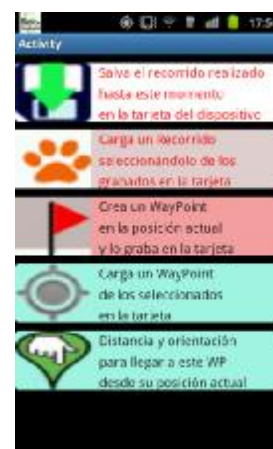 17:5
Activity
Salva el recorrido realizado
hasta este momento
en la tarjeta del dispositivo
Carga un Recorrido
seleccionandolo de los
grabados en la tarjeta
Crea un WayPoint
en la posición actual
y lo graba en la tarjeta
Carga un WayPoint
de los seleccionados
en la tarjeta
Distancia y orientación
para llegar a este WP
desde su posición actual